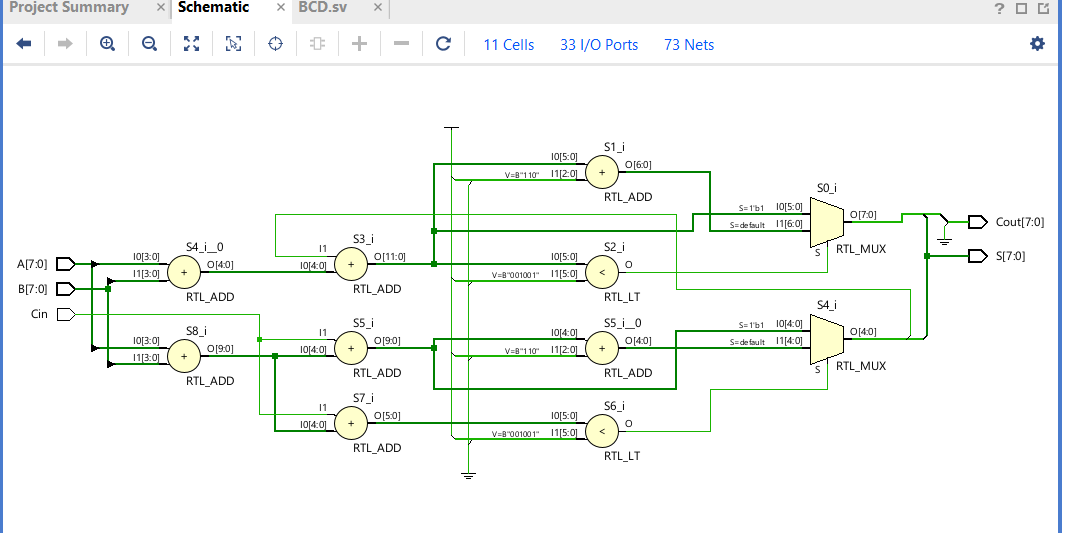 Project Summary × Schematic × BCD.sv ×
? 
11 Cells 33 I/O Ports 73 Nets
S1_i
I0[5:0] O[6:0]
V=B"110" I1[2:0] +
RTL_ADD
S0_i
S=1'b1 I0[5:0] O[7:0]
S=default I1[6:0]
S RTL_MUX
Cout[7:0]
S[7:0]
S4_i__0
A[7:0] I0[3:0] O[4:0]
B[7:0] I1[3:0] +
RTL_ADD
Cin
S3_i
I1 O[11:0]
I0[4:0] +
RTL_ADD
S2_i
I0[5:0] O
V=B"001001" I1[5:0] <
RTL_LT
S8_i
I0[3:0] O[9:0]
I1[3:0] +
RTL_ADD
S5_i
I1 O[9:0]
I0[4:0] +
RTL_ADD
S5_i__0
I0[4:0] O[4:0]
V=B"110" I1[2:0] +
RTL_ADD
S4_i
S=1'b1 I0[4:0] O[4:0]
S=default I1[4:0]
S RTL_MUX
S7_i
I1 O[5:0]
I0[4:0] +
RTL_ADD
S6_i
I0[5:0] O
V=B"001001" I1[5:0] <
RTL_LT